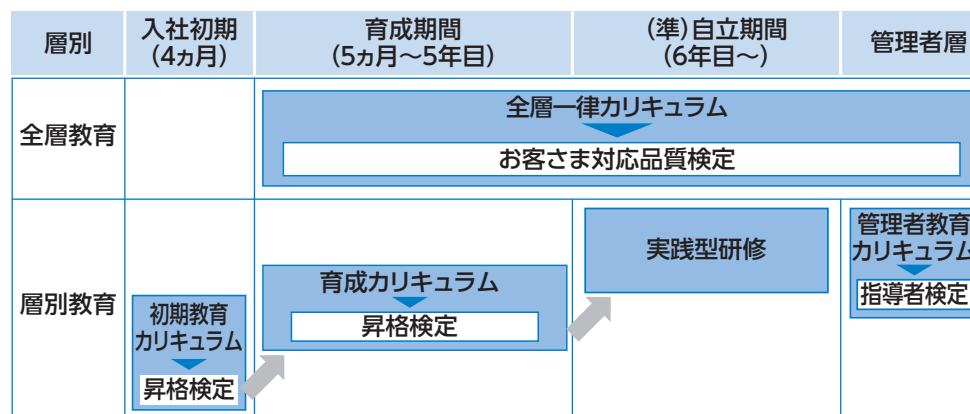 層別
入社初期
(4ヵ月)
育成期間
(5ヵ月～5年目)
(準)自立期間
(6年目～)
管理者層
全層教育
全層一律カリキュラム
お客さま対応品質検定
層別教育
初期教育
カリキュラム
昇格検定
育成カリキュラム
昇格検定
実践型研修
管理者教育
カリキュラム
指導者検定